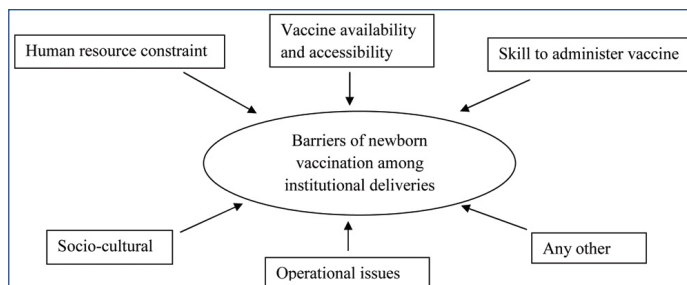 Human resource constraint
Vaccine availability
and accessibility
Skill to administer vaccine
Barriers of newborn
vaccination among
institutional deliveries
Socio-cultural
Operational issues
Any other